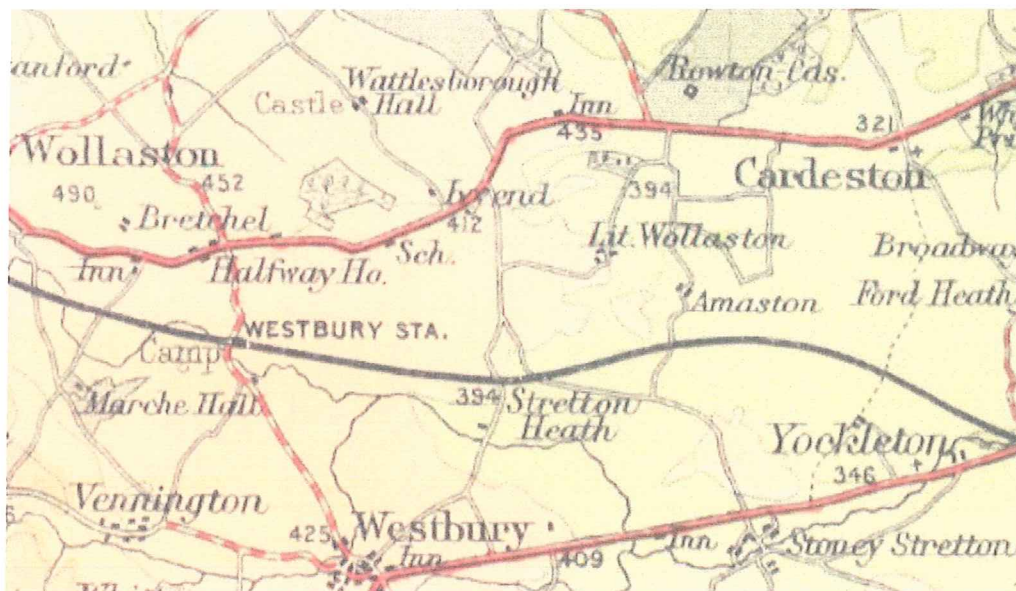 Wattlesborough
Hall
Castle
Inn
435
Rowton Cas.
321
Cardeston
Wollaston
490
452
Bretchel
Inn
Halfway Ho.
Sch.
412
394
Lit. Wollaston
Amaston
Ford Heath
WESTBURY STA.
Camp
Marche Hall
394
Stretton
Heath
Yockleton
346
Vennington
425
Westbury
Inn
409
Inn
Stoney Stretton